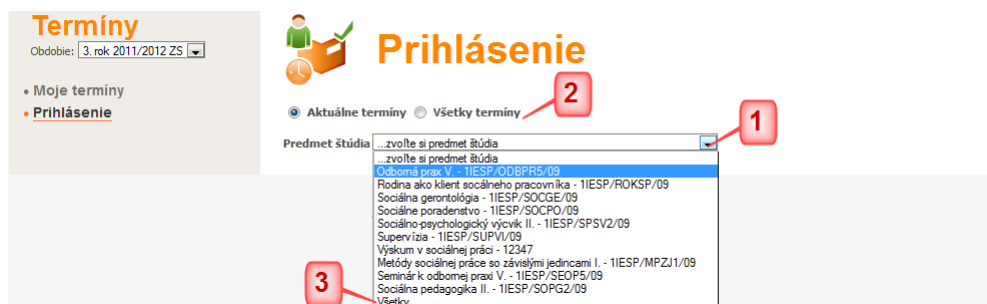 Termíny
Obdobie: 3. rok 2011/2012 ZS
• Moje termíny
• Prihlásenie
Prihlásenie
2
Aktuálne termíny Všetky termíny
1
Predmet štúdia ...zvoľte si predmet štúdia
...zvoľte si predmet štúdia
Odborná prax V. - 1IESP/ODBPR5/09
Rodina ako klient socálneho pracovníka - 1IESP/ROKSP/09
Sociálna gerontológia - 1IESP/SOCGE/09
Sociálne poradenstvo - 1IESP/SOCPO/09
Sociálno-psychologický výcvik II. - 1IESP/SPSV2/09
Supervízia - 1IESP/SUPVI/09
Výskum v sociálnej práci - 12347
Metódy sociálnej práce so závislými jedincami I. - 1IESP/MPZJ1/09
Seminár k odbornej praxi V. - 1IESP/SEOP5/09
Sociálna pedagogika II. - 1IESP/SOPG2/09
3
Všetky